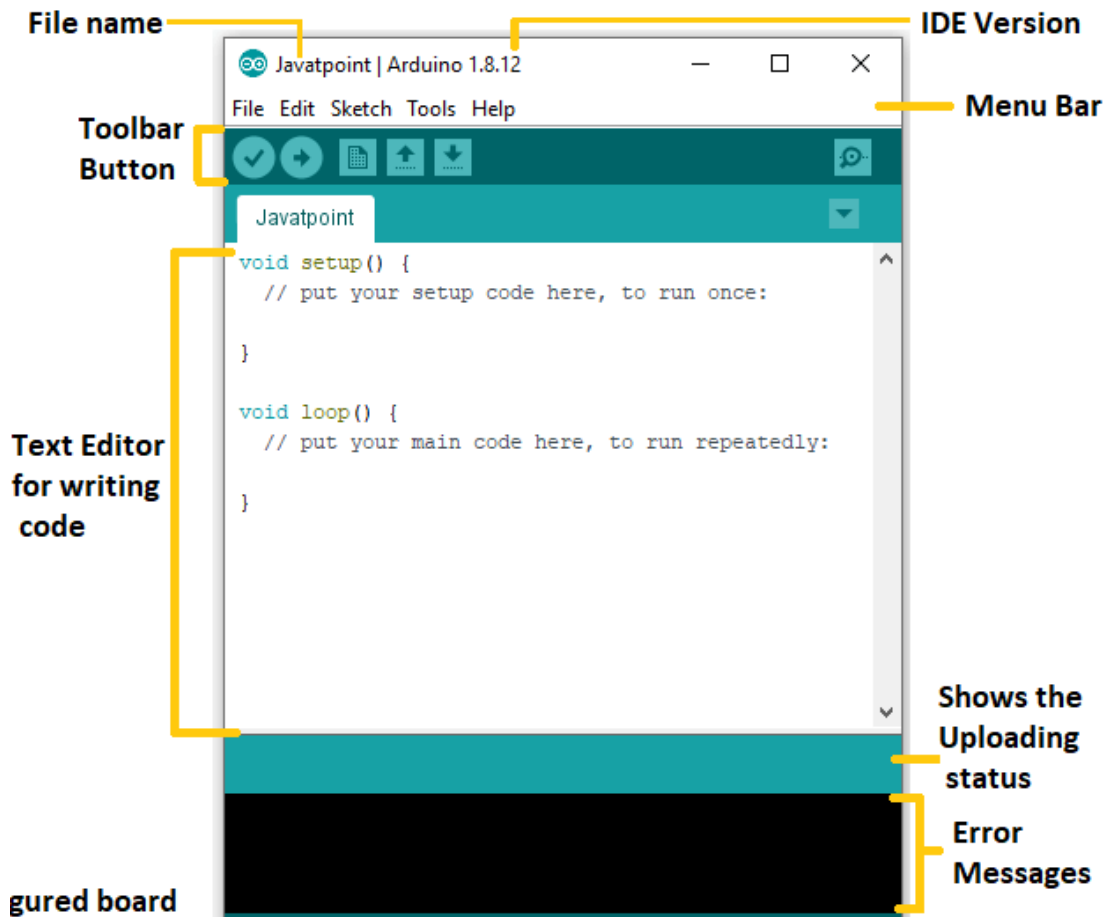 File name
IDE Version
Javatpoint | Arduino 1.8.12
File Edit Sketch Tools Help
Menu Bar
Toolbar
Button
Javatpoint
void setup() {
// put your setup code here, to run once:
}
void loop() {
// put your main code here, to run repeatedly:
}
Text Editor
for writing
code
Shows the
Uploading
status
Error
Messages
gured board